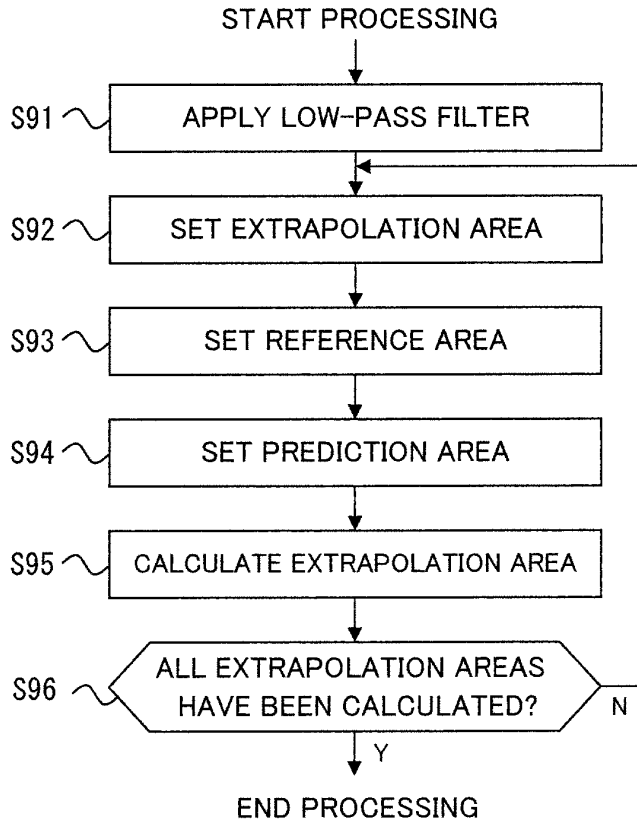 START PROCESSING
S91 APPLY LOW-PASS FILTER
S92 SET EXTRAPOLATION AREA
S93 SET REFERENCE AREA
S94 SET PREDICTION AREA
S95 CALCULATE EXTRAPOLATION AREA
ALL EXTRAPOLATION AREAS
S96 HAVE BEEN CALCULATED?
N
Y
END PROCESSING